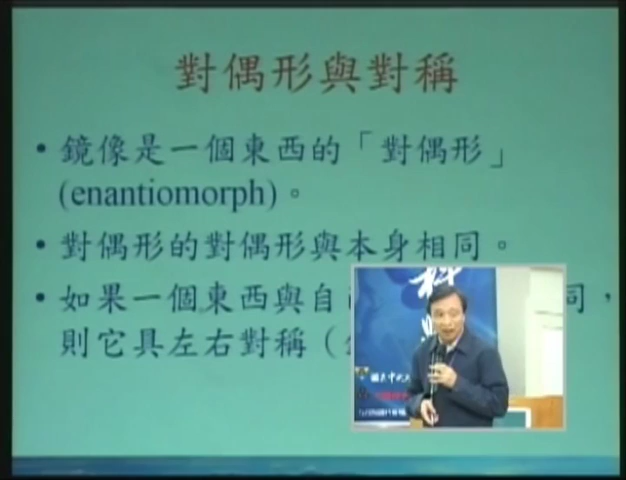 對偶形與對稱
• 鏡像是一個東西的「對偶形」
(enantiomorph)。
• 對偶形的對偶形與本身相同。
• 如果一個東西與自
同，
則它具左右對稱（
科